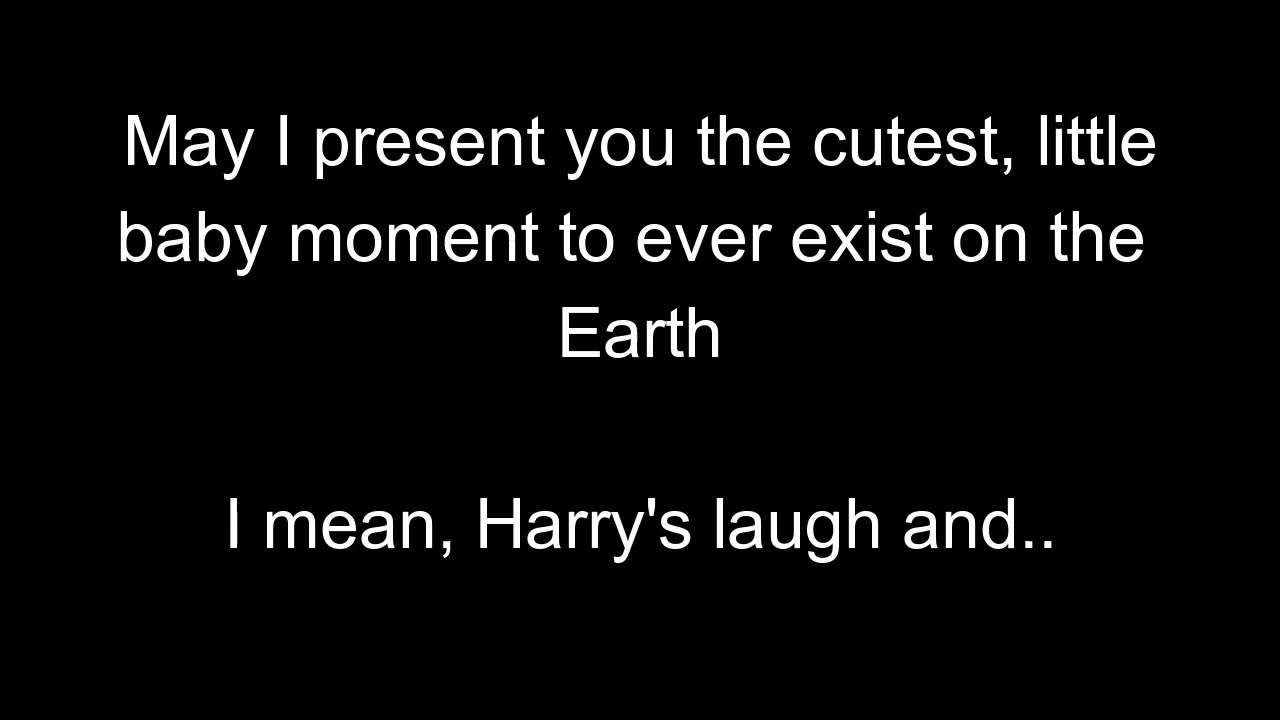 May I present you the cutest, little
baby moment to ever exist on the
Earth
I mean, Harry's laugh and..